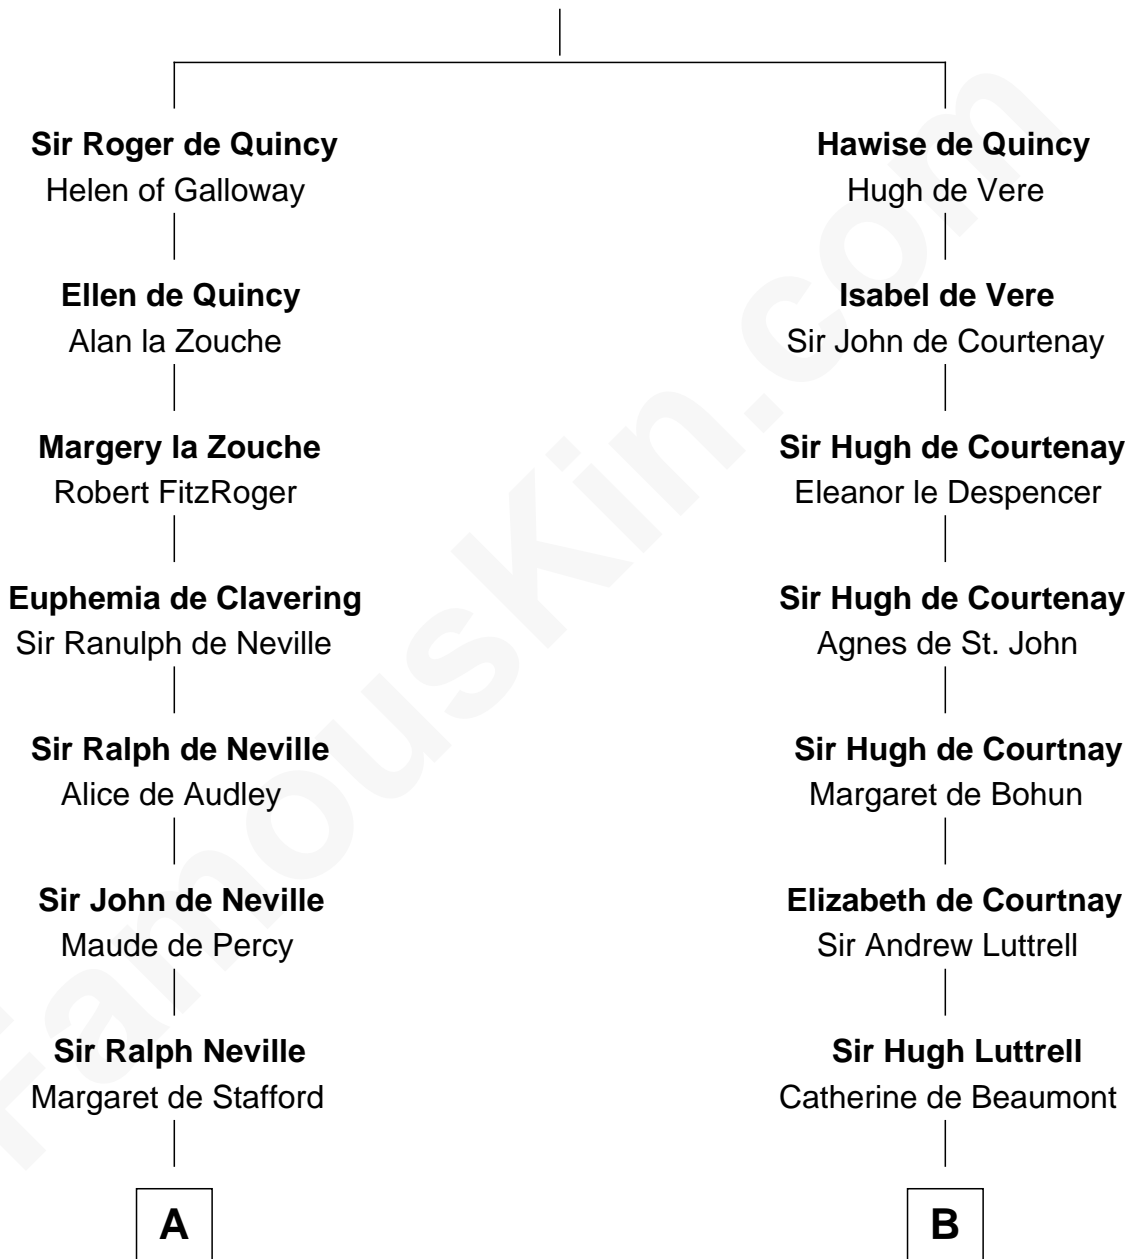 Sir Roger de Quincy
Helen of Galloway
Ellen de Quincy
Alan la Zouche
Margery la Zouche
Robert FitzRoger
Euphemia de Clavering
Sir Ranulph de Neville
Sir Ralph de Neville
Alice de Audley
Sir John de Neville
Maude de Percy
Sir Ralph Neville
Margaret de Stafford
A
Hawise de Quincy
Hugh de Vere
Isabel de Vere
Sir John de Courtenay
Sir Hugh de Courtenay
Eleanor le Despencer
Sir Hugh de Courtenay
Agnes de St. John
Sir Hugh de Courtnay
Margaret de Bohun
Elizabeth de Courtnay
Sir Andrew Luttrell
Sir Hugh Luttrell
Catherine de Beaumont
B
FamousKin.com